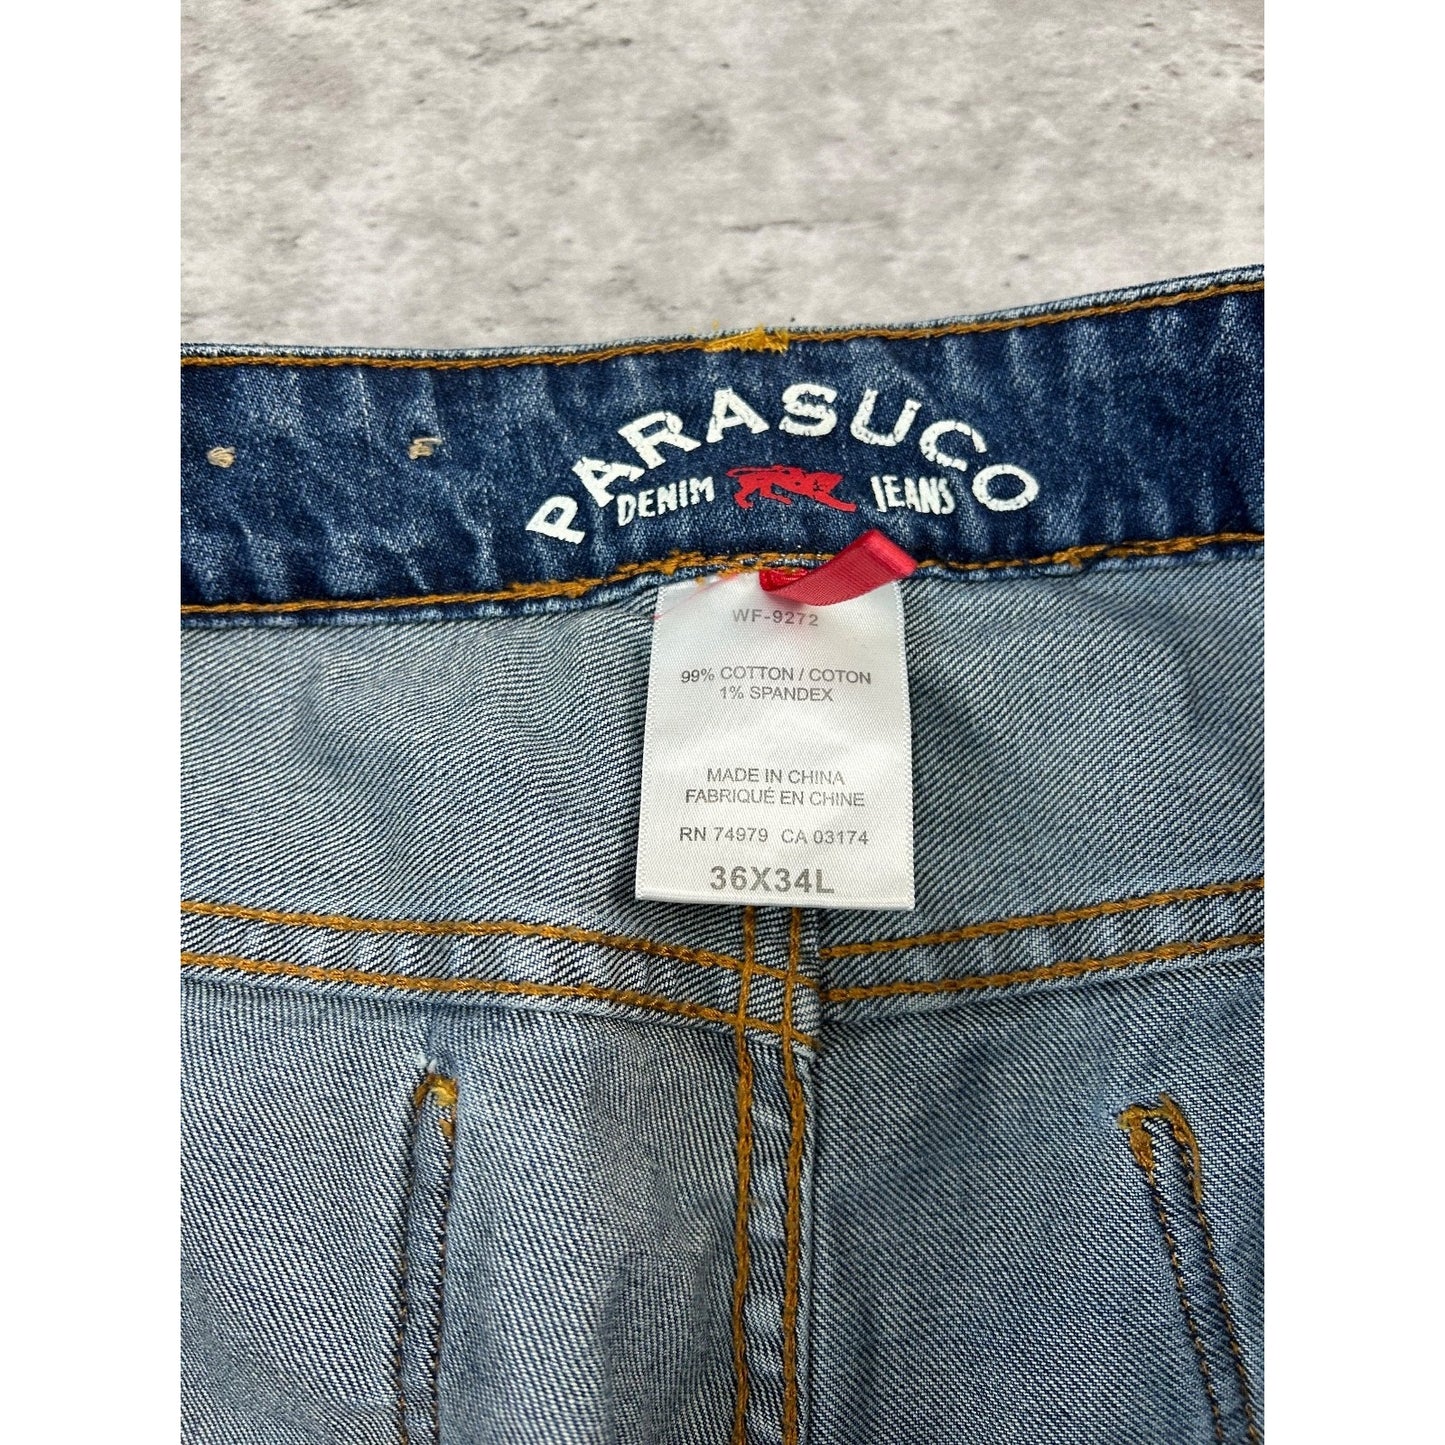 PARASUCO
DENIM JEANS
WF-9272
99% COTTON / COTON
1% SPANDEX
MADE IN CHINA
FABRIQUÉ EN CHINE
RN 74979 CA 03174
36X34L